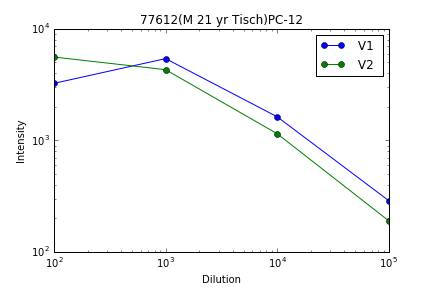 77612(M 21 yr Tisch)PC-12
V1
V2
Intensity
10^4
10^3
10^2
10^2 10^3 10^4 10^5
Dilution